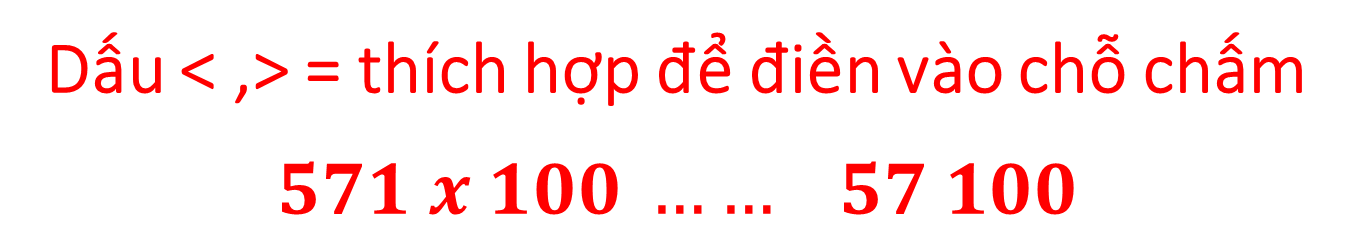 Dấu < ,> = thích hợp để điền vào chỗ chấm
571 x 100 ... ... 57 100